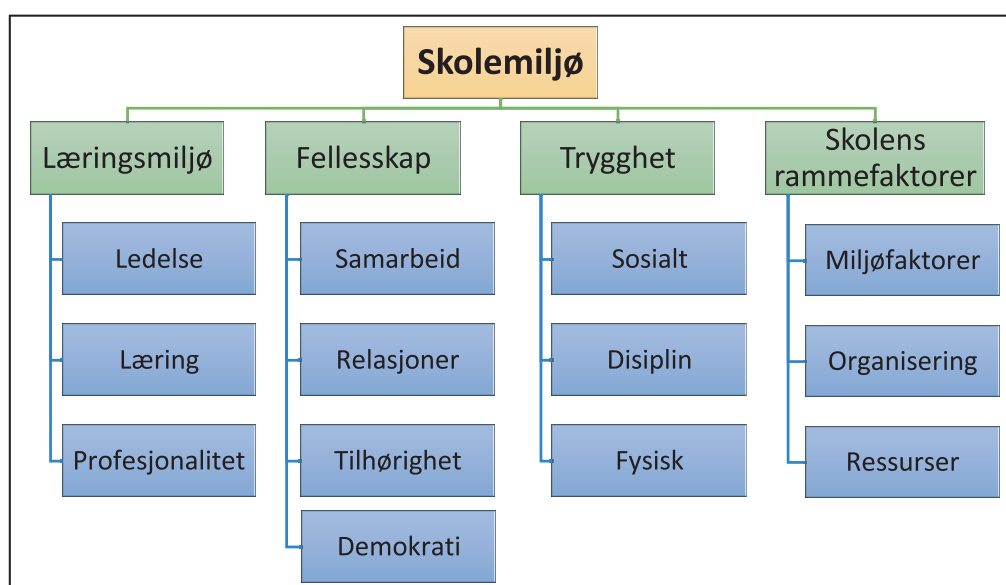 Skolemiljø
Læringsmiljø
Ledelse
Læring
Profesjonalitet
Fellesskap
Samarbeid
Relasjoner
Tilhørighet
Demokrati
Trygghet
Sosialt
Disiplin
Fysisk
Skolens
rammefaktorer
Miljøfaktorer
Organisering
Ressurser